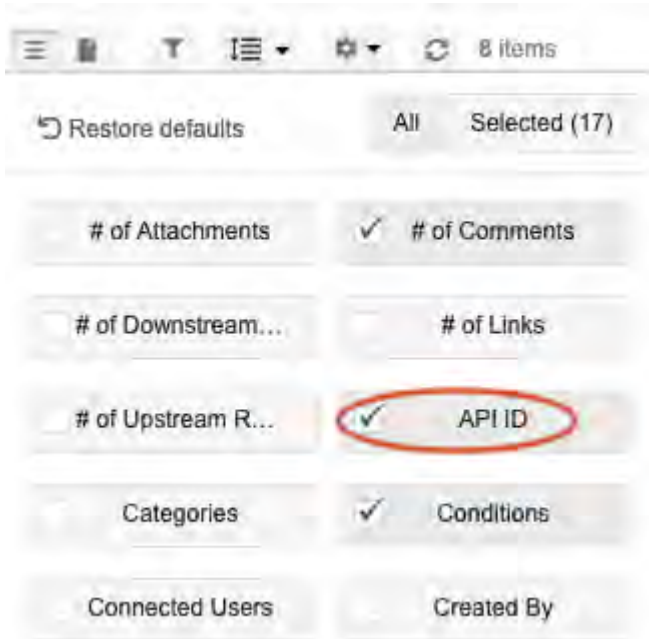 8 items
Restore defaults All Selected (17)
# of Attachments # of Comments
# of Downstream... # of Links
# of Upstream R... API ID
Categories Conditions
Connected Users Created By